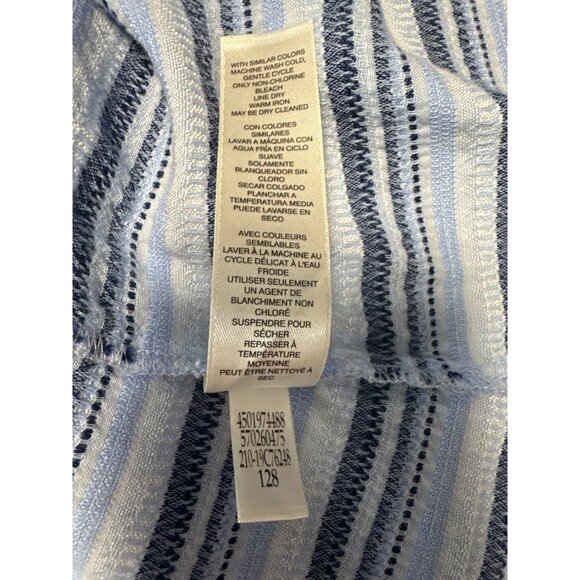 WITH SIMILAR COLORS
MACHINE WASH COLD,
GENTLE CYCLE
ONLY NON-CHLORINE
BLEACH
LINE DRY
WARM IRON
MAY BE DRY CLEANED
CON COLORES
SIMILARES
LAVAR A MÁQUINA CON
AGUA FRÍA EN CICLO
SUAVE
SOLAMENTE
BLANQUEADOR SIN
CLORO
SECAR COLGADO
PLANCHAR A
TEMPERATURA MEDIA
PUEDE LAVARSE EN
SECO
AVEC COULEURS
SEMBLABLES
LAVER À LA MACHINE AU
CYCLE DÉLICAT À L'EAU
FROIDE
UTILISER SEULEMENT
UN AGENT DE
BLANCHIMENT NON
CHLORÉ
SUSPENDRE POUR
SÉCHER
REPASSER À
TEMPÉRATURE
MOYENNE
PEUT ÊTRE NETTOYÉ À
SEC
4501974488
570260475
210-19C76248
128